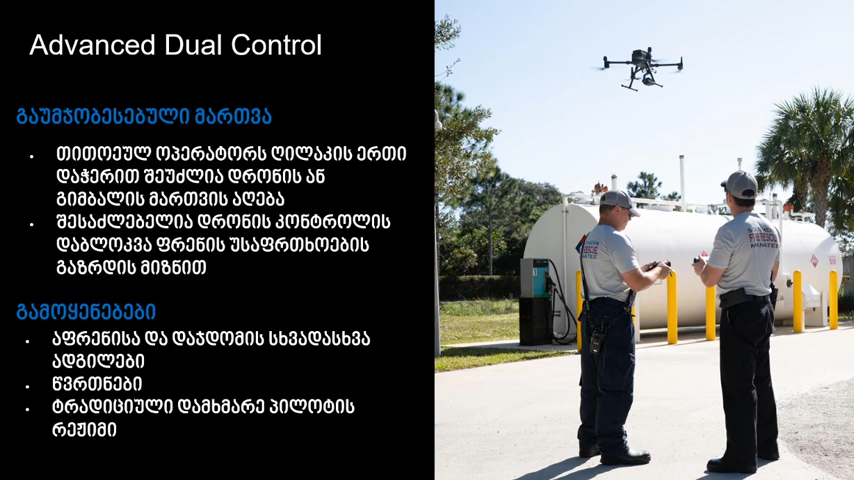 Advanced Dual Control
გაუმჯობესებული მართვა
• თითოეულ ოპერატორს ღილაკის ერთი
დაჭერით შეუძლია დრონის ან
გიმბალის მართვის აღება
• შესაძლებელია დრონის კონტროლის
დაბლოკვა ფრენის უსაფრთხოების
გაზრდის მიზნით
გამოყენებები
• აფრენისა და დაჯდომის სხვადასხვა
ადგილები
• წვრთნები
• ტრადიციული დამხმარე პილოტის
რეჟიმი